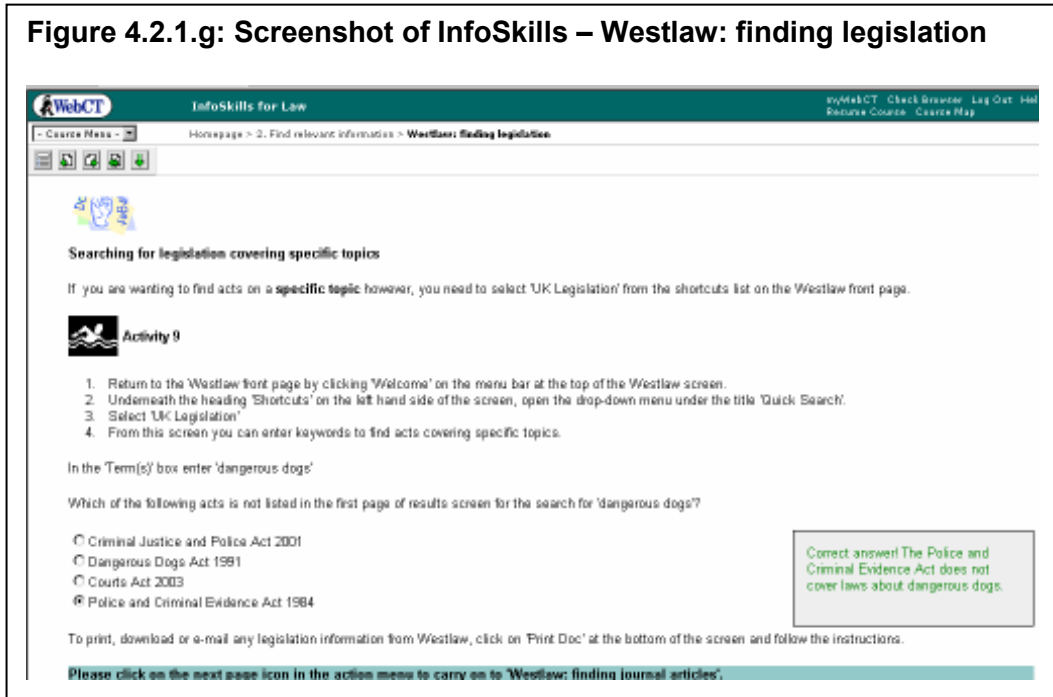 Figure 4.2.1.g: Screenshot of InfoSkills – Westlaw: finding legislation
WebCT
InfoSkills for Law
myWebCT Check Browser Log Out Hel
Resume Course Course Map
- Course Menu -
Homepage > 2. Find relevant information > Westlaw: finding legislation
Searching for legislation covering specific topics
If you are wanting to find acts on a specific topic however, you need to select 'UK Legislation' from the shortcuts list on the Westlaw front page.
Activity 9
1. Return to the Westlaw front page by clicking 'Welcome' on the menu bar at the top of the Westlaw screen.
2. Underneath the heading 'Shortcuts' on the left hand side of the screen, open the drop-down menu under the title 'Quick Search'.
3. Select 'UK Legislation'
4. From this screen you can enter keywords to find acts covering specific topics.
In the 'Term(s)' box enter 'dangerous dogs'
Which of the following acts is not listed in the first page of results screen for the search for 'dangerous dogs'?
Criminal Justice and Police Act 2001
Dangerous Dogs Act 1991
Courts Act 2003
Police and Criminal Evidence Act 1984
Correct answer! The Police and
Criminal Evidence Act does not
cover laws about dangerous dogs.
To print, download or e-mail any legislation information from Westlaw, click on 'Print Doc' at the bottom of the screen and follow the instructions.
Please click on the next page icon in the action menu to carry on to 'Westlaw: finding journal articles'.